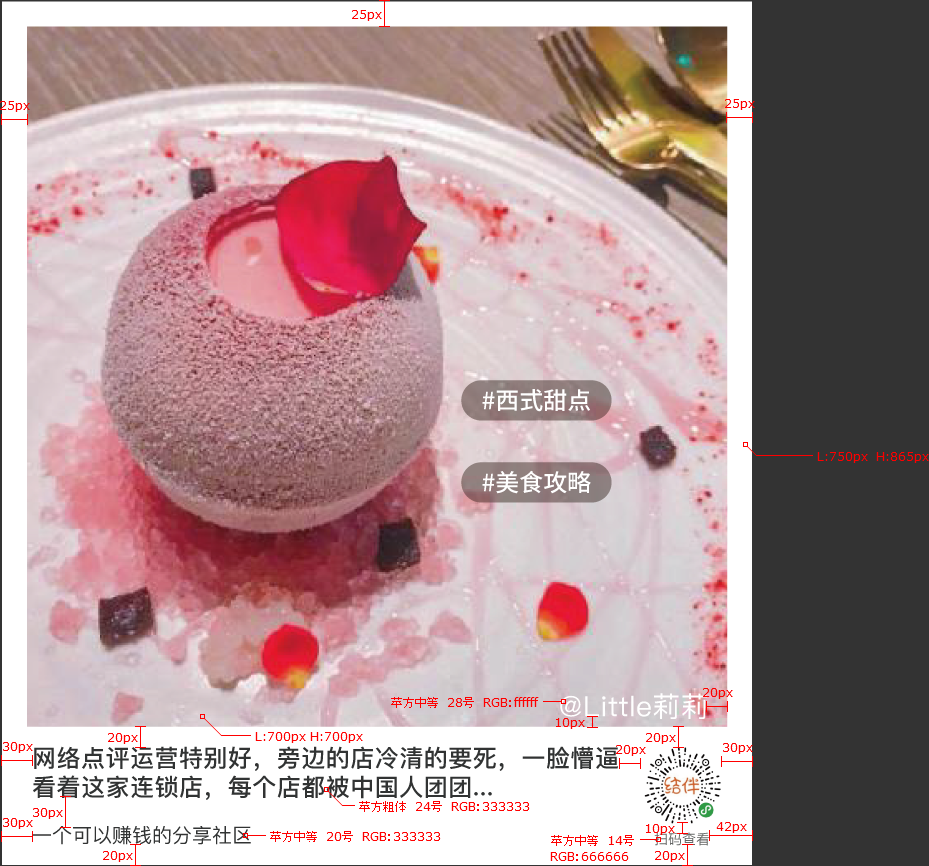 25px
25px
25px
#西式甜点
L:750px H:865px
#美食攻略
20px
苹方中等 28号 RGB:ffffff
@Little莉莉
10px
L:700px H:700px
20px
20px
30px
网络点评运营特别好，旁边的店冷清的要死，一脸懵逼
20px
30px
看着这家连锁店，每个店都被中国人团团...
结伴
苹方粗体 24号 RGB:333333
30px
30px
一个可以赚钱的分享社区
苹方中等 20号 RGB:333333
10px
42px
苹方中等 14号
扫码查看
20px
RGB:666666
20px